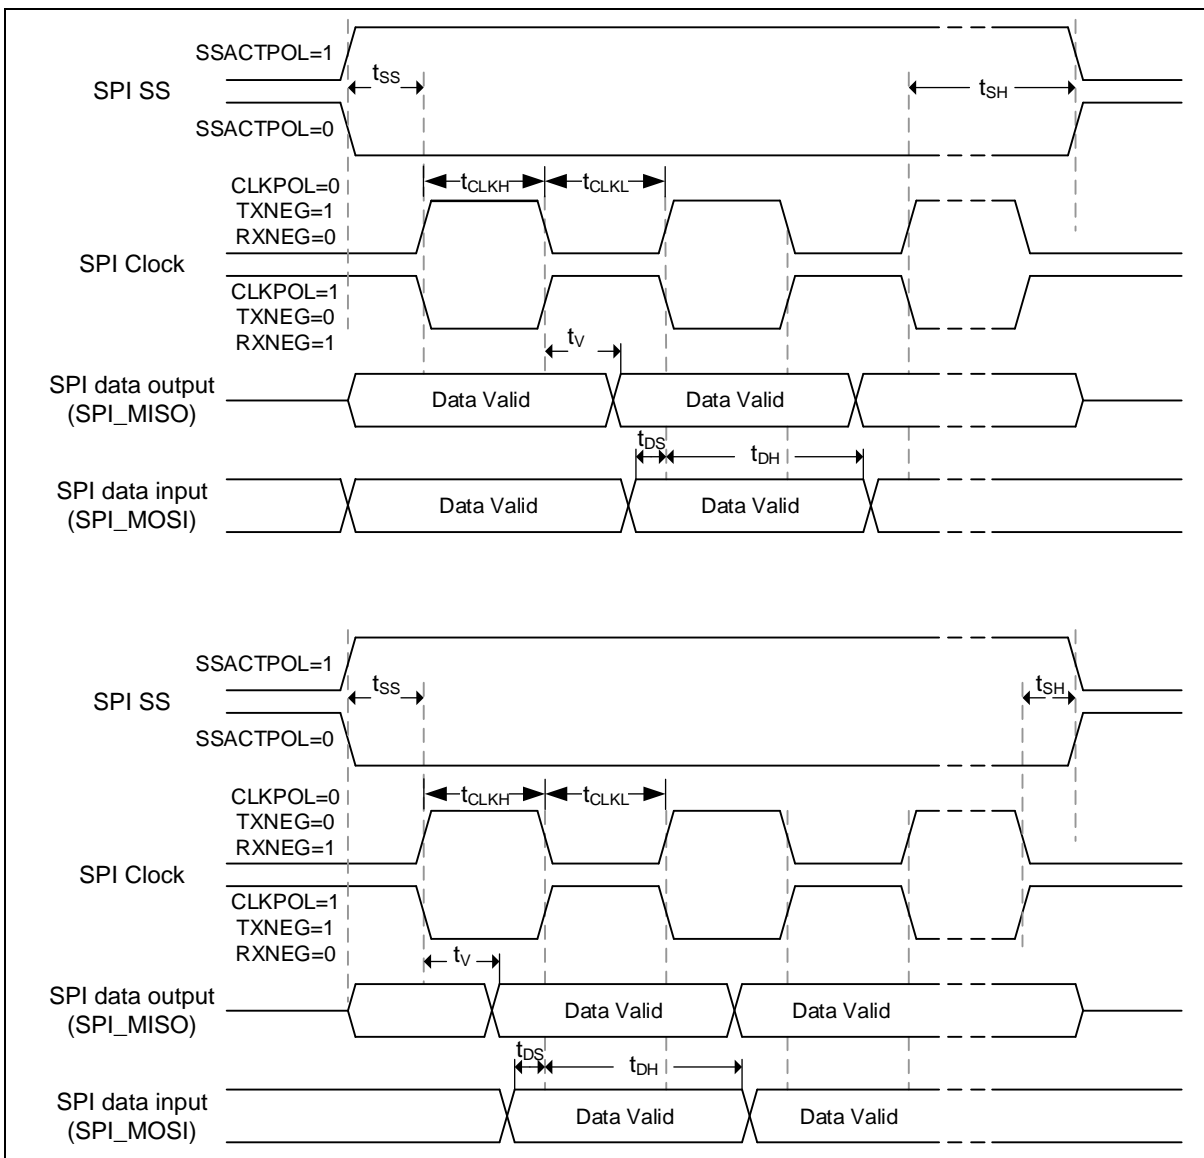 SSACTPOL=1
tSS
tSH
SPI SS
SSACTPOL=0
CLKPOL=0
TXNEG=1
RXNEG=0
tCLKH
tCLKL
SPI Clock
CLKPOL=1
TXNEG=0
RXNEG=1
tV
SPI data output
(SPI_MISO)
Data Valid
Data Valid
tDS
tDH
SPI data input
(SPI_MOSI)
Data Valid
Data Valid
SSACTPOL=1
tSS
tSH
SPI SS
SSACTPOL=0
CLKPOL=0
TXNEG=0
RXNEG=1
tCLKH
tCLKL
SPI Clock
CLKPOL=1
TXNEG=1
RXNEG=0
tV
SPI data output
(SPI_MISO)
Data Valid
Data Valid
tDS
tDH
SPI data input
(SPI_MOSI)
Data Valid
Data Valid